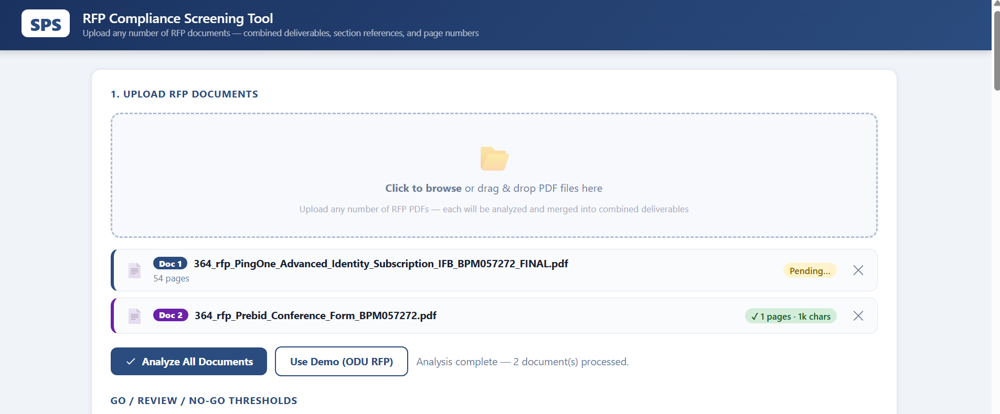 SPS
RFP Compliance Screening Tool
Upload any number of RFP documents — combined deliverables, section references, and page numbers
1. UPLOAD RFP DOCUMENTS
Click to browse or drag & drop PDF files here
Upload any number of RFP PDFs — each will be analyzed and merged into combined deliverables
Doc 1 364_rfp_PingOne_Advanced_Identity_Subscription_IFB_BPM057272_FINAL.pdf
54 pages
Pending...
Doc 2 364_rfp_Prebid_Conference_Form_BPM057272.pdf
✓ 1 pages · 1k chars
✓ Analyze All Documents
Use Demo (ODU RFP)
Analysis complete — 2 document(s) processed.
GO / REVIEW / NO-GO THRESHOLDS